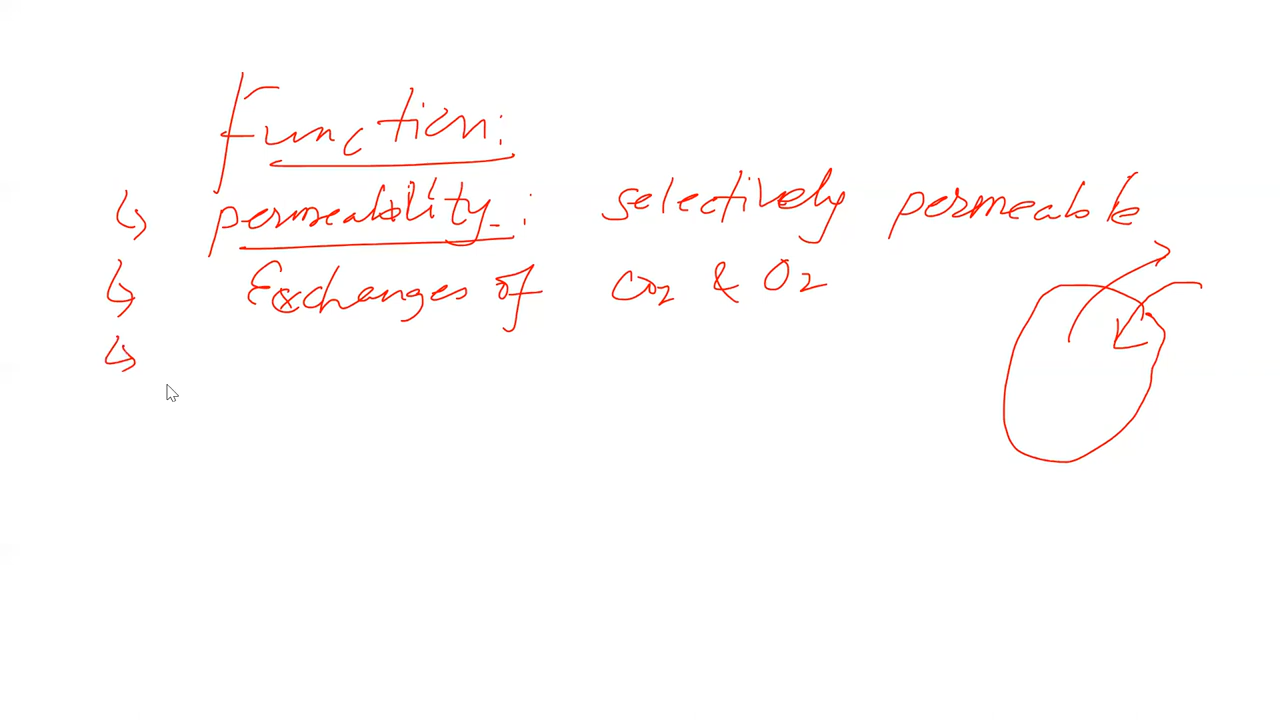 Function:
↳ permeability: selectively permeable
↳ Exchanges of CO2 & O2
↳